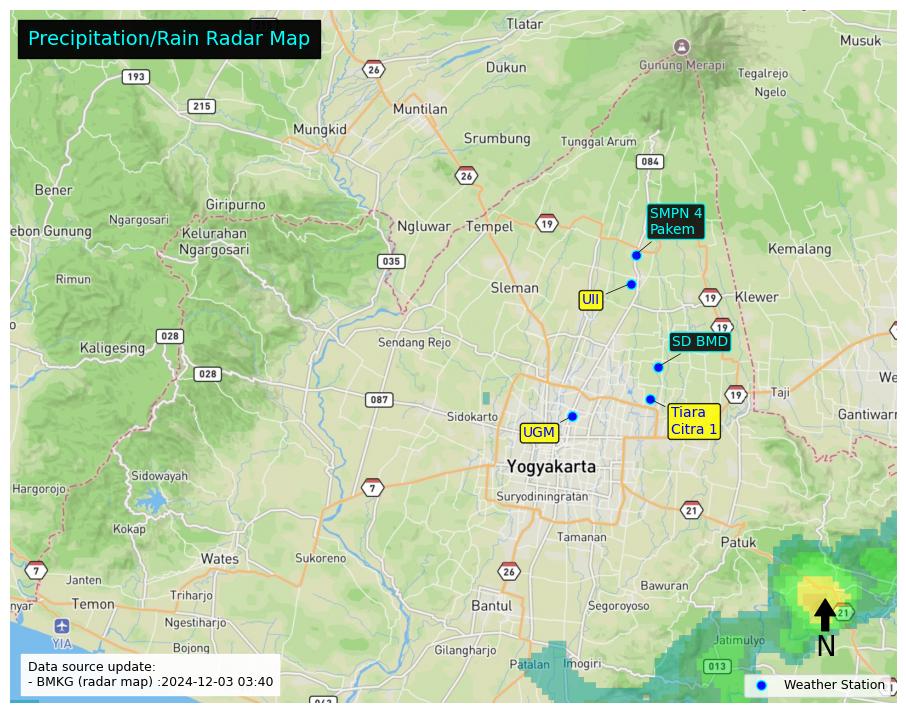 Precipitation/Rain Radar Map
Tlatar
Musuk
26
Gunung Merapi
193
Dukun
Tegalrejo
Ngelo
215
Muntilan
Mungkid
Srumbung
Tunggal Arum
084
26
Bener
Giripurno
Ngargosari
SMPN 4
Pakem
ebon Gunung
Kelurahan
Ngargosari
Ngluwar
Tempel
19
Kemalang
035
Rimun
Sleman
UII
19
Klewer
19
028
Kaligesing
Sendang Rejo
SD BMD
028
087
19
Taji
We
Sidokarto
Tiara
Citra 1
Gantiwarn
UGM
Yogyakarta
Sidowayah
Hargorojo
7
Suryodiningratan
21
Kokap
Tamanan
Patuk
Wates
Sukoreno
7
Janten
26
Bawuran
nyar
Temon
Triharjo
Bantul
Segoroyoso
21
YIA
Ngestiharjo
Jatimulyo
N
Bojong
Gilangharjo
Patalan
Imogiri
013
Data source update:
- BMKG (radar map) :2024-12-03 03:40
Weather Station